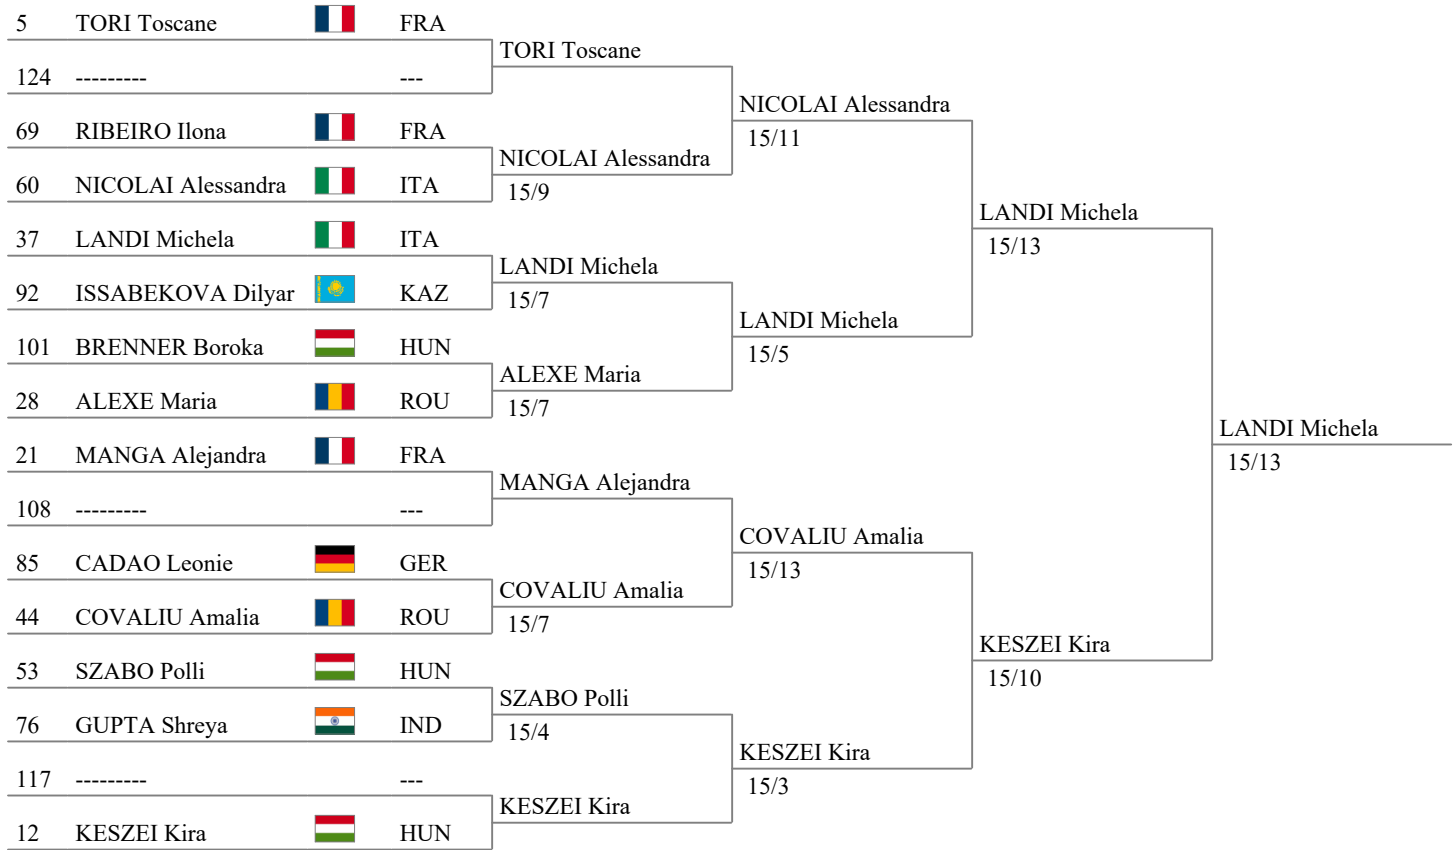 5 TORI Toscane FRA
124 --------- ---
69 RIBEIRO Ilona FRA
60 NICOLAI Alessandra ITA
37 LANDI Michela ITA
92 ISSABEKOVA Dilyar KAZ
101 BRENNER Boroka HUN
28 ALEXE Maria ROU
21 MANGA Alejandra FRA
108 --------- ---
85 CADAO Leonie GER
44 COVALIU Amalia ROU
53 SZABO Polli HUN
76 GUPTA Shreya IND
117 --------- ---
12 KESZEI Kira HUN
TORI Toscane
NICOLAI Alessandra
15/9
LANDI Michela
15/7
ALEXE Maria
15/7
MANGA Alejandra
COVALIU Amalia
15/7
SZABO Polli
15/4
KESZEI Kira
NICOLAI Alessandra
15/11
LANDI Michela
15/5
COVALIU Amalia
15/13
KESZEI Kira
15/3
LANDI Michela
15/13
KESZEI Kira
15/10
LANDI Michela
15/13